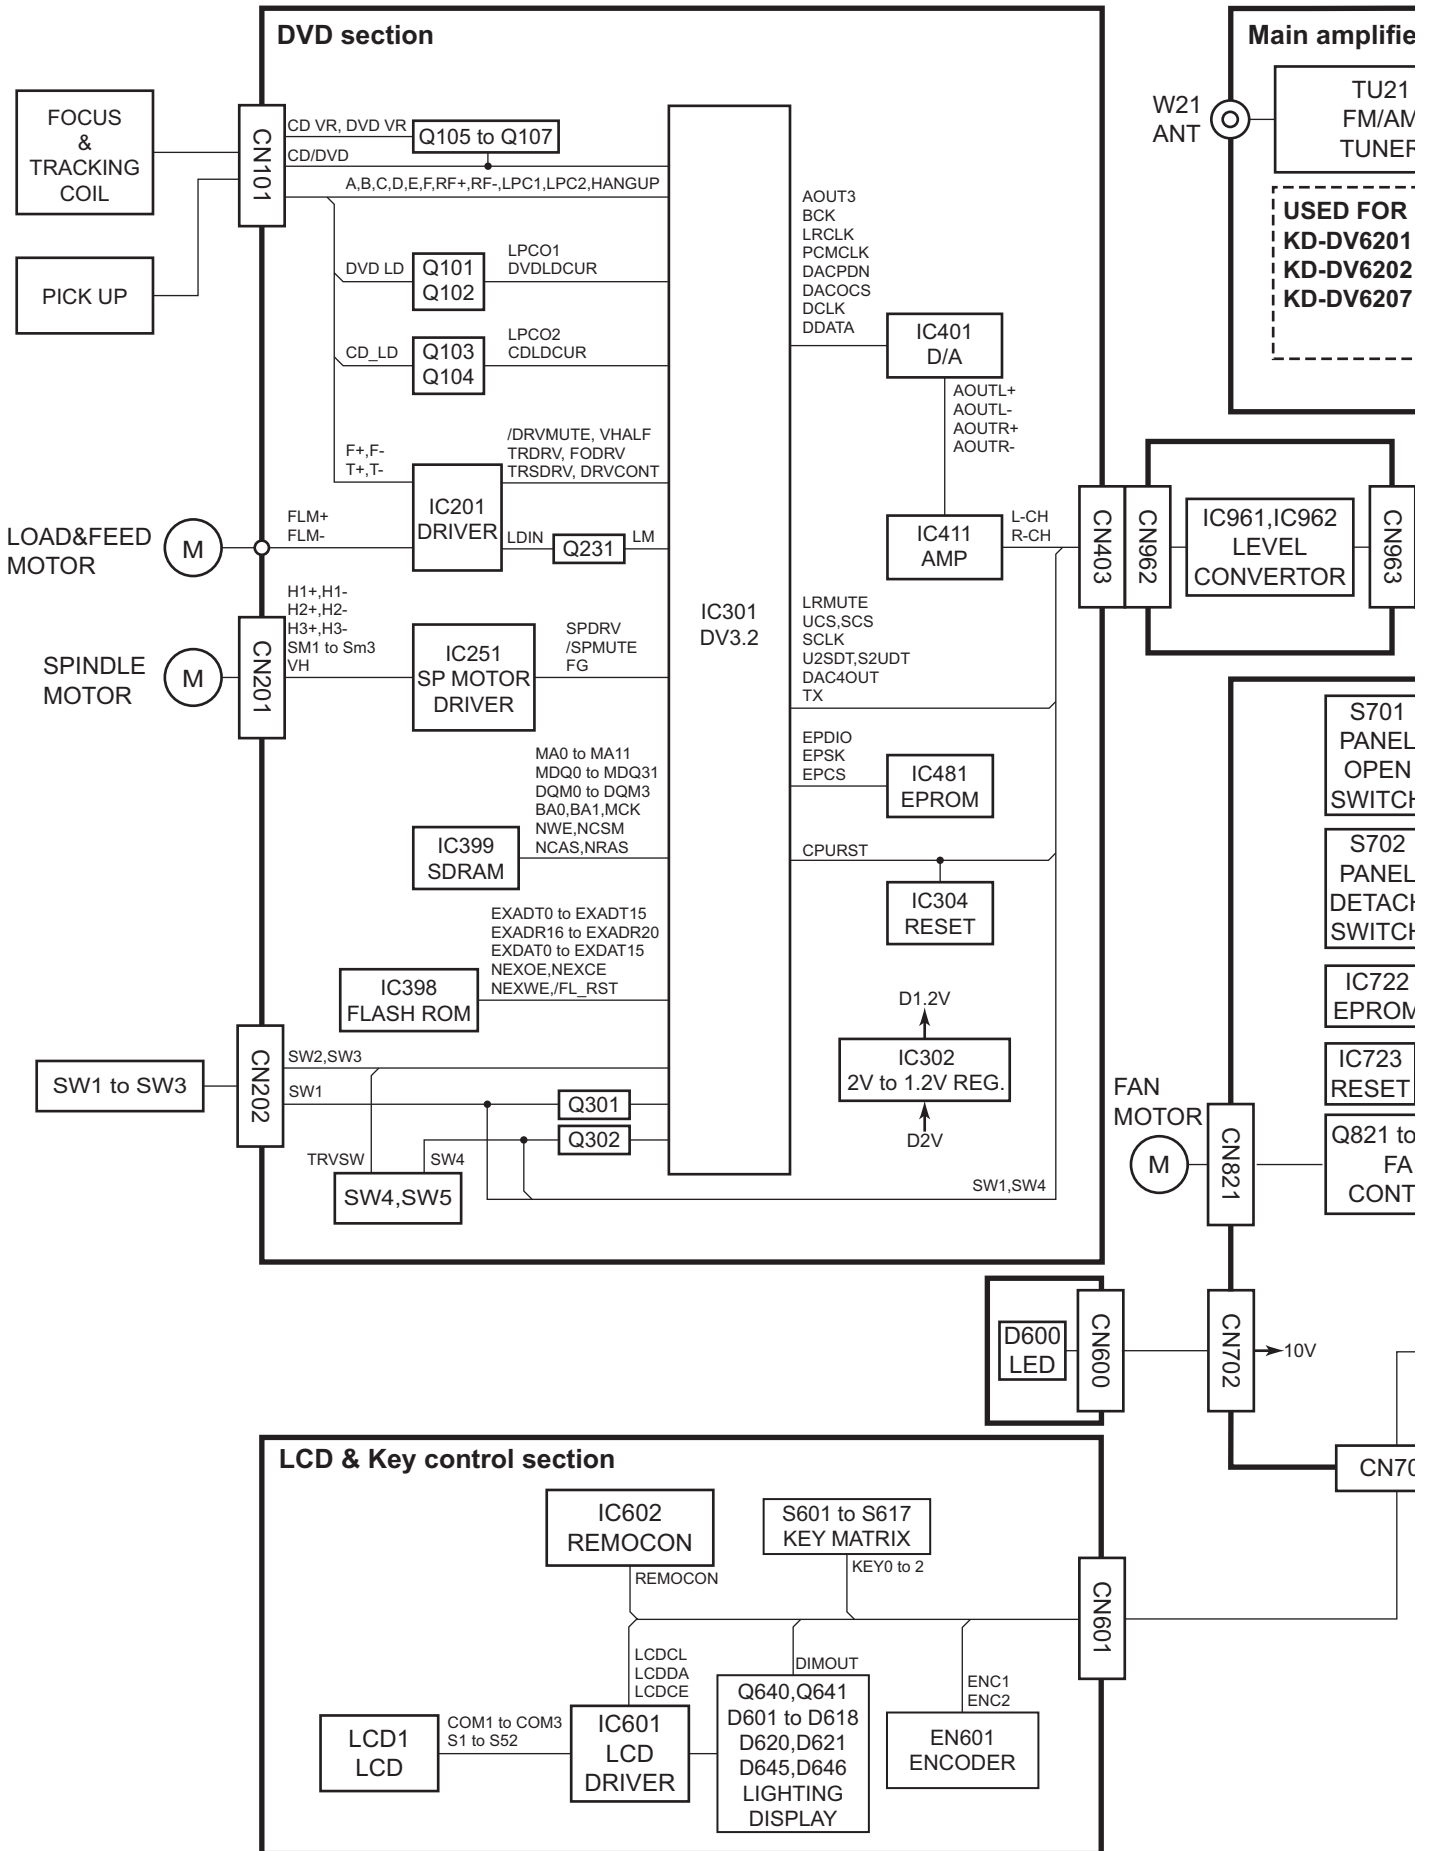 DVD section
FOCUS
&
TRACKING
COIL
PICK UP
CN101
CD VR, DVD VR
Q105 to Q107
CD/DVD
A,B,C,D,E,F,RF+,RF-,LPC1,LPC2,HANGUP
DVD LD
Q101
Q102
LPCO1
DVDLDCUR
CD_LD
Q103
Q104
LPCO2
CDLDCUR
F+,F-
T+,T-
/DRVMUTE, VHALF
TRDRV, FODRV
TRSDRV, DRVCONT
IC201
DRIVER
LOAD&FEED
MOTOR
M
FLM+
FLM-
LDIN
Q231
LM
SPINDLE
MOTOR
M
CN201
H1+,H1-
H2+,H2-
H3+,H3-
SM1 to Sm3
VH
IC251
SP MOTOR
DRIVER
SPDRV
/SPMUTE
FG
MA0 to MA11
MDQ0 to MDQ31
DQM0 to DQM3
BA0,BA1,MCK
NWE,NCSM
NCAS,NRAS
IC399
SDRAM
EXADT0 to EXADT15
EXADR16 to EXADR20
EXDAT0 to EXDAT15
NEXOE,NEXCE
NEXWE,/FL_RST
IC398
FLASH ROM
SW1 to SW3
CN202
SW2,SW3
SW1
Q301
Q302
TRVSW
SW4
SW4,SW5
SW1,SW4
IC301
DV3.2
AOUT3
BCK
LRCLK
PCMCLK
DACPDN
DACOCS
DCLK
DDATA
IC401
D/A
AOUTL+
AOUTL-
AOUTR+
AOUTR-
IC411
AMP
L-CH
R-CH
LRMUTE
UCS,SCS
SCLK
U2SDT,S2UDT
DAC4OUT
TX
EPDIO
EPSK
EPCS
IC481
EPROM
CPURST
IC304
RESET
D1.2V
IC302
2V to 1.2V REG.
D2V
CN403
CN962
IC961,IC962
LEVEL
CONVERTOR
CN963
Main amplifie
W21
ANT
TU21
FM/AM
TUNER
USED FOR
KD-DV6201
KD-DV6202
KD-DV6207
S701
PANEL
OPEN
SWITCH
S702
PANEL
DETACH
SWITCH
IC722
EPROM
IC723
RESET
Q821 to
FA
CONT
FAN
MOTOR
M
CN821
D600
LED
CN600
CN702
10V
CN70
LCD & Key control section
IC602
REMOCON
REMOCON
S601 to S617
KEY MATRIX
KEY0 to 2
CN601
LCDCL
LCDDA
LCDCE
DIMOUT
ENC1
ENC2
LCD1
LCD
COM1 to COM3
S1 to S52
IC601
LCD
DRIVER
Q640,Q641
D601 to D618
D620,D621
D645,D646
LIGHTING
DISPLAY
EN601
ENCODER